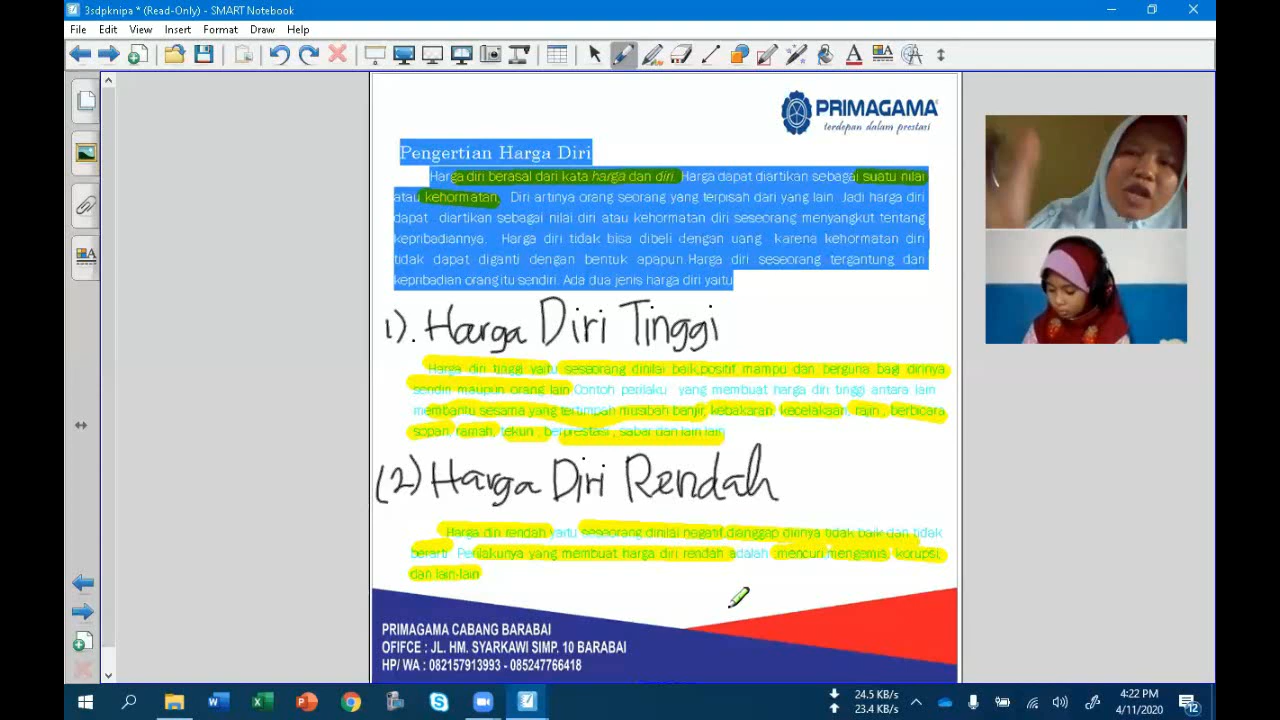 3sdpknipa * (Read-Only) - SMART Notebook
File Edit View Insert Format Draw Help
PRIMAGAMA
terdepan dalam prestasi
Pengertian Harga Diri
Harga diri berasal dari kata harga dan diri. Harga dapat diartikan sebagai suatu nilai
atau kehormatan. Diri artinya orang seorang yang terpisah dari yang lain. Jadi harga diri
dapat diartikan sebagai nilai diri atau kehormatan diri seseorang menyangkut tentang
kepribadiannya. Harga diri tidak bisa dibeli dengan uang karena kehormatan diri
tidak dapat diganti dengan bentuk apapun.Harga diri seseorang tergantung dari
kepribadian orang itu sendiri. Ada dua jenis harga diri yaitu
1). Harga Diri Tinggi
Harga diri tinggi yaitu seseorang dinilai baik,positif mampu dan berguna bagi dirinya
sendiri maupun orang lain.Contoh perilaku yang membuat harga diri tinggi antara lain
membantu sesama yang tertimpah musibah banjir, kebakaran, kecelakaan, rajin, berbicara
sopan, ramah, tekun, berprestasi, sabar dan lain lain
(2) Harga Diri Rendah
Harga diri rendah yaitu seseorang dinilai negatif dianggap dirinya tidak baik dan tidak
berarti. Perilakunya yang membuat harga diri rendah adalah mencuri mengemis, korupsi,
dan lain-lain
PRIMAGAMA CABANG BARABAI
OFIFCE : JL. HM. SYARKAWI SIMP. 10 BARABAI
HP/ WA : 082157913993 - 085247766418
24.5 KB/s
23.4 KB/s
4:22 PM
4/11/2020
12